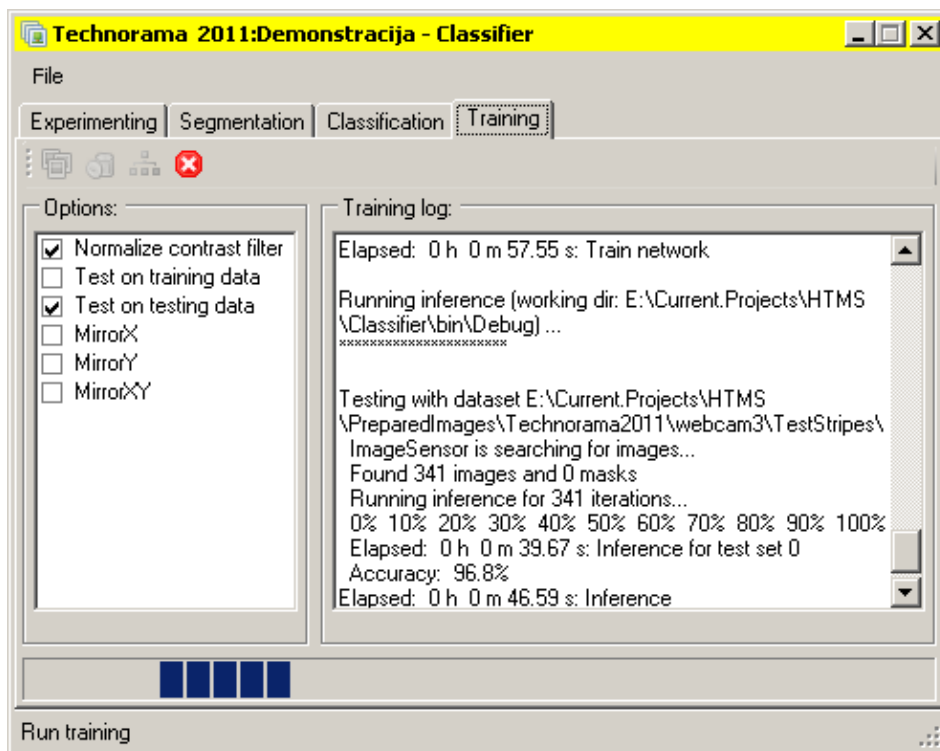 Technorama 2011:Demonstracija - Classifier
File
Experimenting Segmentation Classification Training
Options:
Normalize contrast filter
Test on training data
Test on testing data
MirrorX
MirrorY
MirrorXY
Training log:
Elapsed: 0 h 0 m 57.55 s: Train network
Running inference (working dir: E:\Current.Projects\HTMS
\Classifier\bin\Debug) ...
**********************
Testing with dataset E:\Current.Projects\HTMS
\PreparedImages\Technorama2011\webcam3\TestStripes\
ImageSensor is searching for images...
Found 341 images and 0 masks
Running inference for 341 iterations...
0% 10% 20% 30% 40% 50% 60% 70% 80% 90% 100%
Elapsed: 0 h 0 m 39.67 s: Inference for test set 0
Accuracy: 96.8%
Elapsed: 0 h 0 m 46.59 s: Inference
Run training